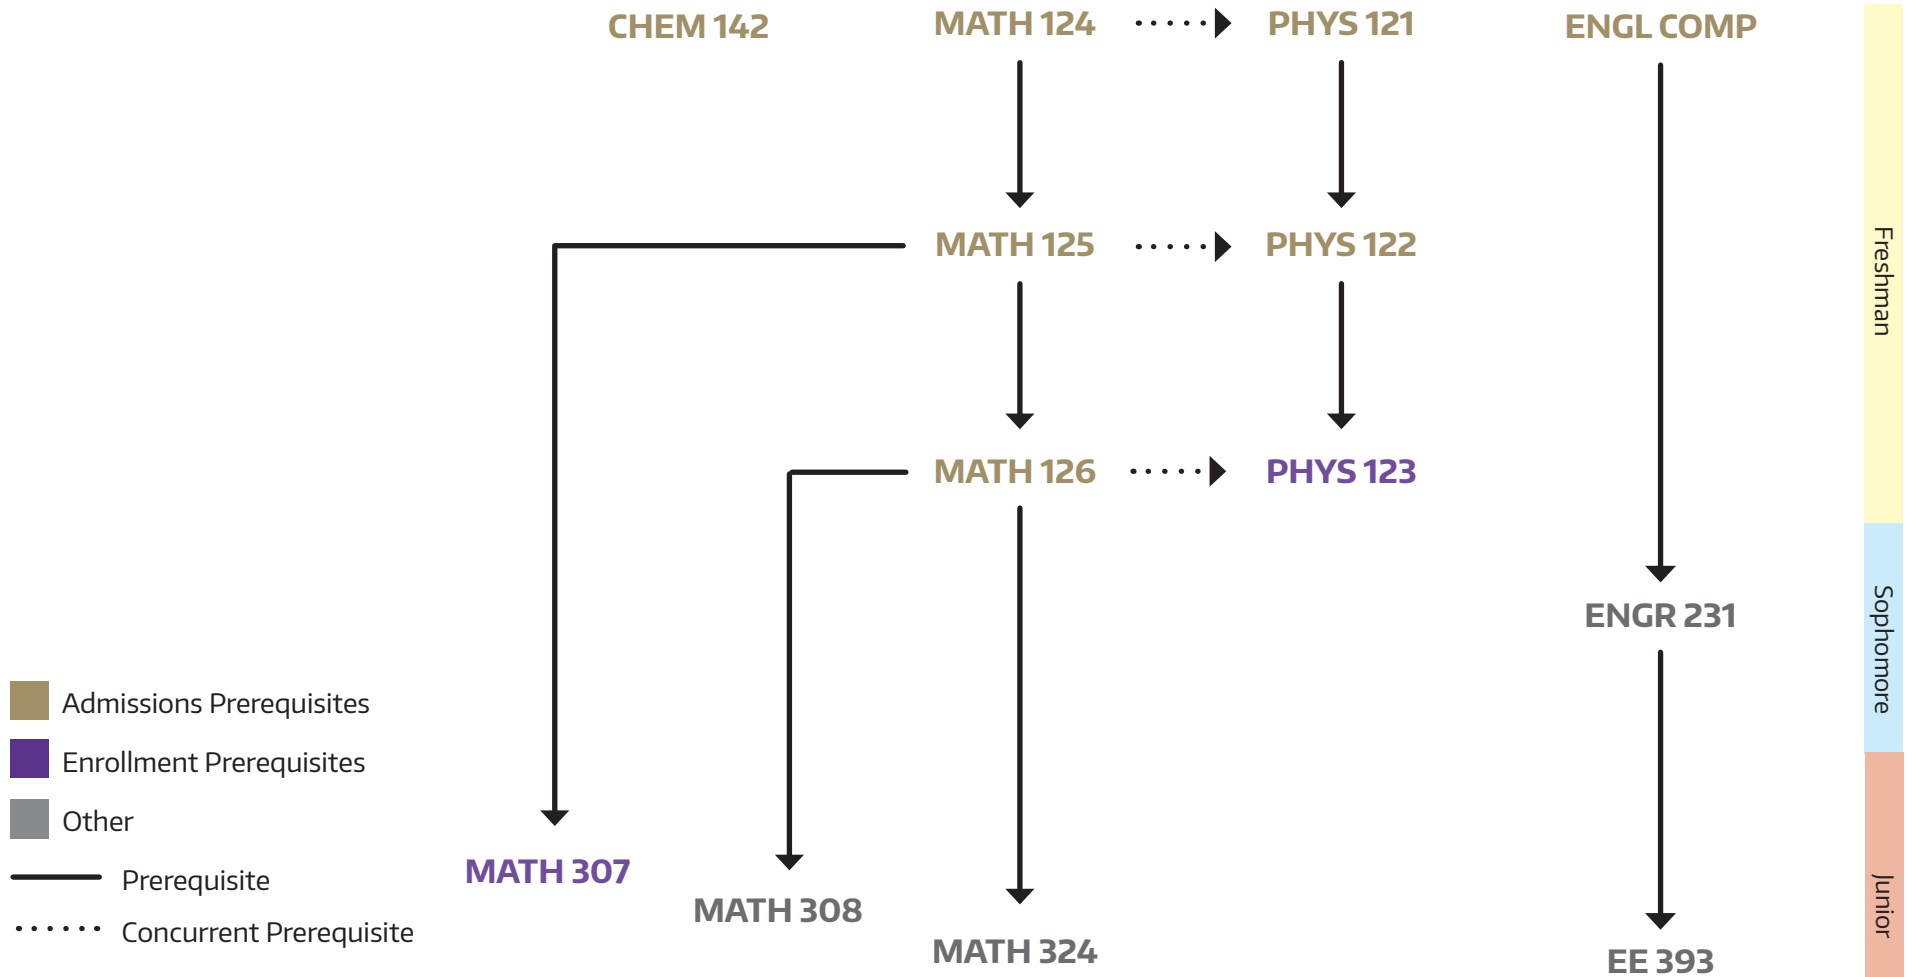 CHEM 142
MATH 124
PHYS 121
ENGL COMP
MATH 125
PHYS 122
MATH 126
PHYS 123
ENGR 231
MATH 307
MATH 308
MATH 324
EE 393
Freshman
Sophomore
Junior
Admissions Prerequisites
Enrollment Prerequisites
Other
Prerequisite
Concurrent Prerequisite